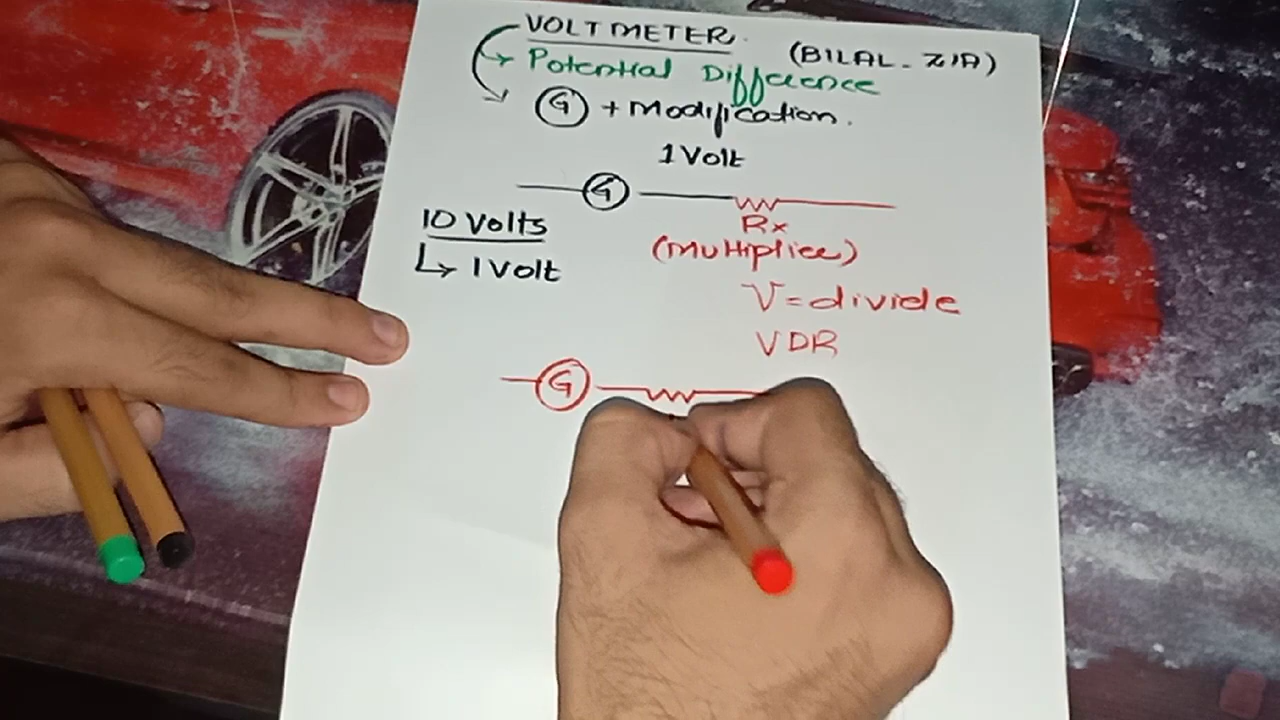 VOLTMETER.
(BILAL-ZIA)
Potential Difference
G + Modification.
1 Volt
G
Rx
10 Volts
(Multiplier)
1 Volt
V=divide
VDR
G